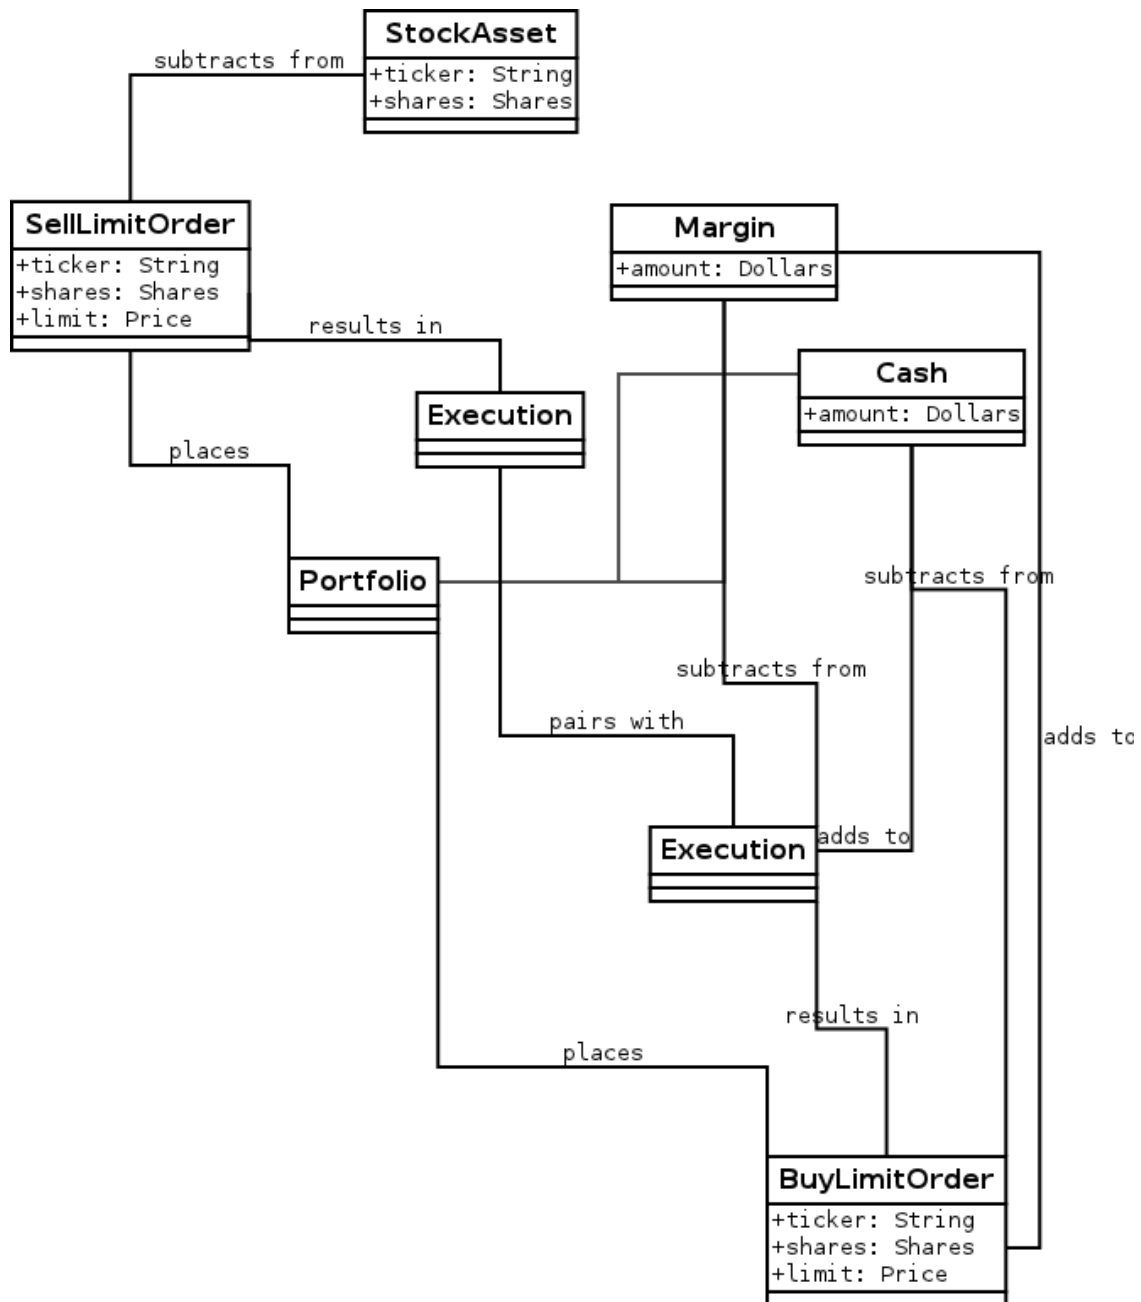 StockAsset
subtracts from
+ticker: String
+shares: Shares
SellLimitOrder
+ticker: String
+shares: Shares
+limit: Price
Margin
+amount: Dollars
results in
Cash
+amount: Dollars
Execution
places
Portfolio
subtracts from
subtracts from
pairs with
adds to
adds to
Execution
results in
places
BuyLimitOrder
+ticker: String
+shares: Shares
+limit: Price